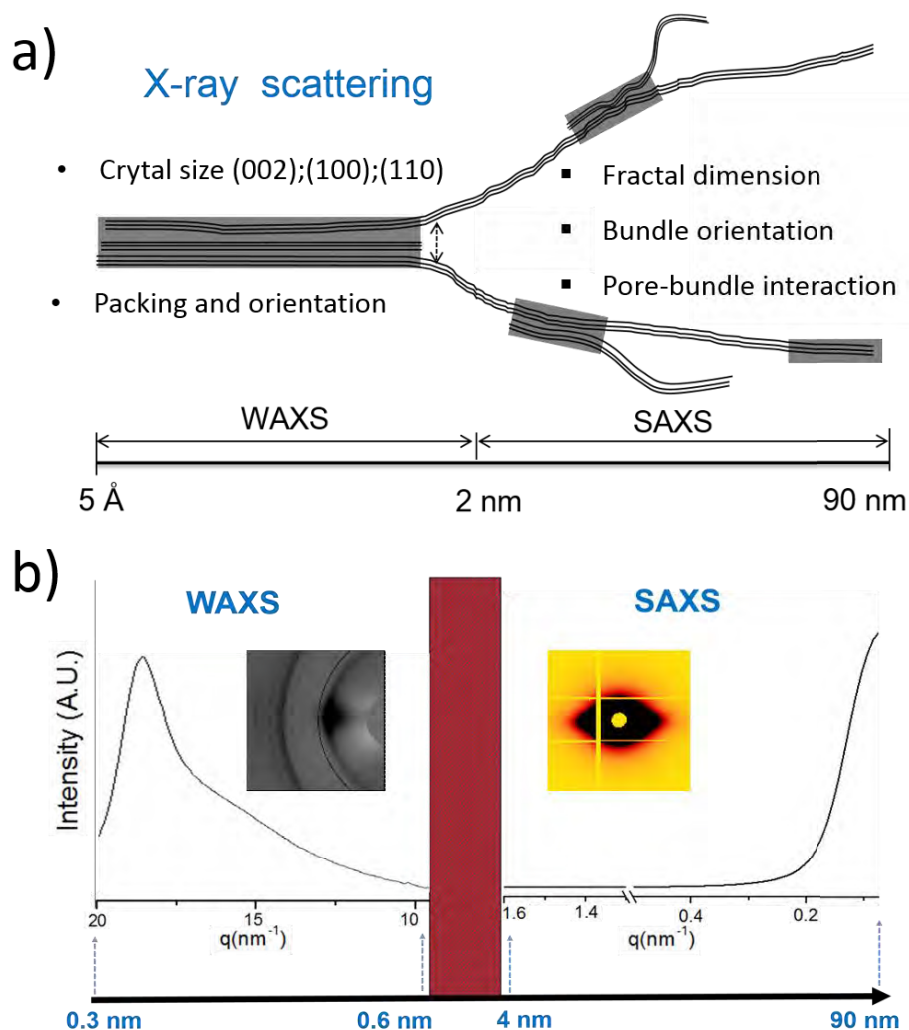 a)
X-ray scattering
• Crytal size (002);(100);(110)
• Packing and orientation
▪ Fractal dimension
▪ Bundle orientation
▪ Pore-bundle interaction
WAXS SAXS
5 Å 2 nm 90 nm
b)
WAXS SAXS
Intensity (A.U.)
20 15 10 1.6 1.4 0.4 0.2
q(nm⁻¹) q(nm⁻¹)
0.3 nm 0.6 nm 4 nm 90 nm